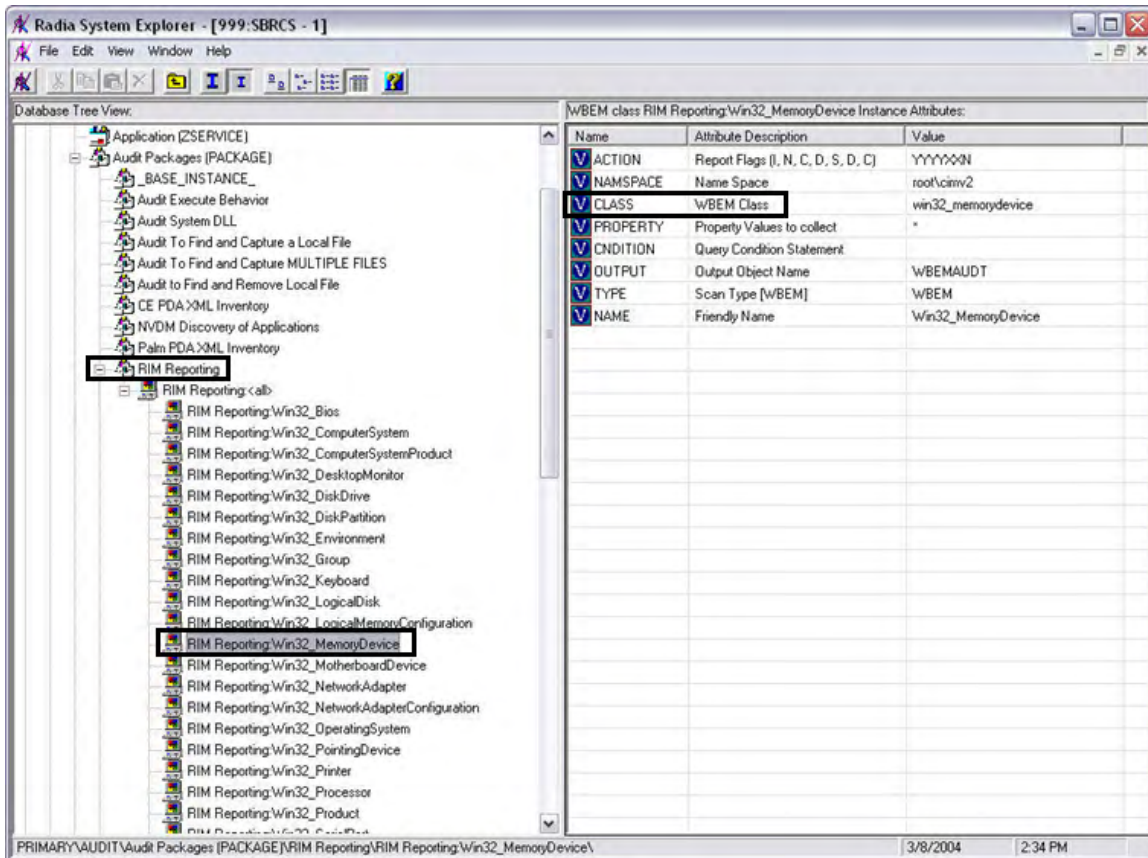 Radia System Explorer - [999:SBRCS - 1]
File Edit View Window Help
Database Tree View:
Application (ZSERVICE)
Audit Packages (PACKAGE)
_BASE_INSTANCE_
Audit Execute Behavior
Audit System DLL
Audit To Find and Capture a Local File
Audit To Find and Capture MULTIPLE FILES
Audit to Find and Remove Local File
CE PDA XML Inventory
NVDM Discovery of Applications
Palm PDA XML Inventory
RIM Reporting
RIM Reporting:<all>
RIM Reporting:Win32_Bios
RIM Reporting:Win32_ComputerSystem
RIM Reporting:Win32_ComputerSystemProduct
RIM Reporting:Win32_DesktopMonitor
RIM Reporting:Win32_DiskDrive
RIM Reporting:Win32_DiskPartition
RIM Reporting:Win32_Environment
RIM Reporting:Win32_Group
RIM Reporting:Win32_Keyboard
RIM Reporting:Win32_LogicalDisk
RIM Reporting:Win32_LogicalMemoryConfiguration
RIM Reporting:Win32_MemoryDevice
RIM Reporting:Win32_MotherboardDevice
RIM Reporting:Win32_NetworkAdapter
RIM Reporting:Win32_NetworkAdapterConfiguration
RIM Reporting:Win32_OperatingSystem
RIM Reporting:Win32_PointingDevice
RIM Reporting:Win32_Printer
RIM Reporting:Win32_Processor
RIM Reporting:Win32_Product
WBEM class RIM Reporting:Win32_MemoryDevice Instance Attributes:
Name Attribute Description Value
V ACTION Report Flags (I, N, C, D, S, D, C) YYYYXXN
V NAMSPACE Name Space root\cimv2
V CLASS WBEM Class win32_memorydevice
V PROPERTY Property Values to collect *
V CNDITION Query Condition Statement
V OUTPUT Output Object Name WBEMAUDT
V TYPE Scan Type [WBEM] WBEM
V NAME Friendly Name Win32_MemoryDevice
PRIMARY\AUDIT\Audit Packages (PACKAGE)\RIM Reporting\RIM Reporting:Win32_MemoryDevice\ 3/8/2004 2:34 PM